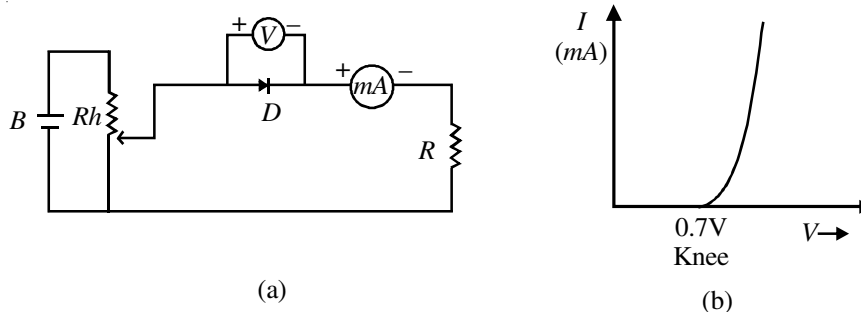 + V −
B
Rh
D
+ mA −
R
(a)
I
(mA)
0.7V
Knee
V
(b)